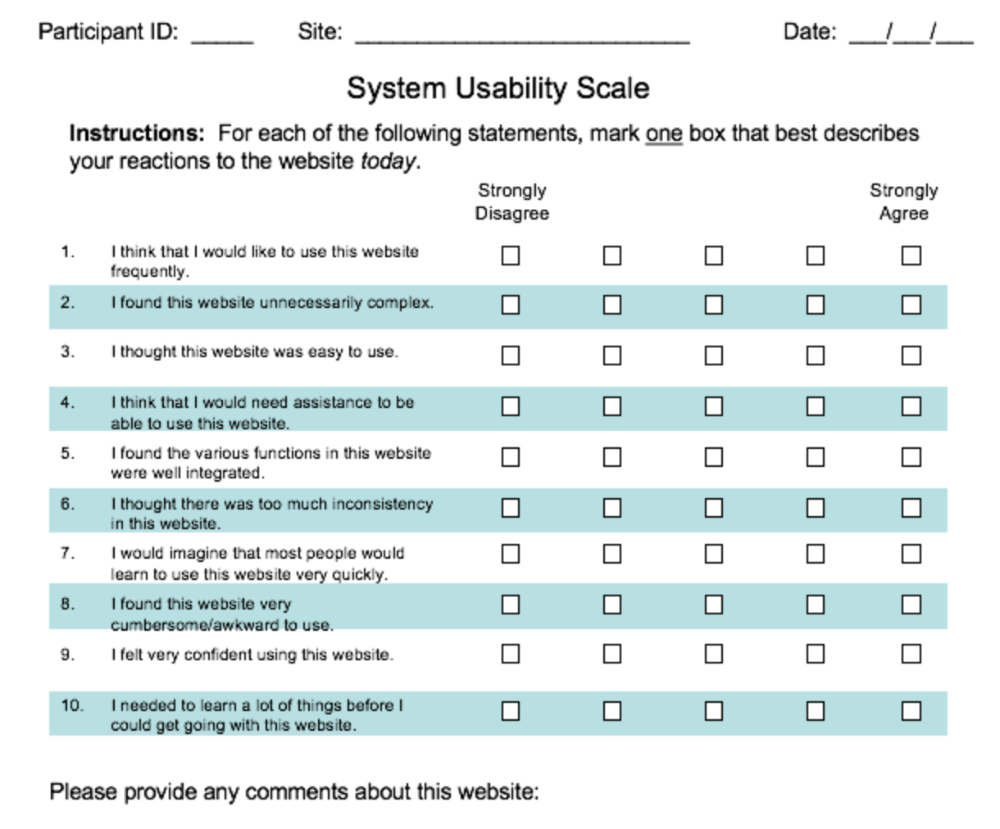 Participant ID: _____ Site: ___________________________ Date: ___/___/___
System Usability Scale
Instructions: For each of the following statements, mark one box that best describes
your reactions to the website today.
Strongly Strongly
Disagree Agree
1. I think that I would like to use this website
frequently.
2. I found this website unnecessarily complex.
3. I thought this website was easy to use.
4. I think that I would need assistance to be
able to use this website.
5. I found the various functions in this website
were well integrated.
6. I thought there was too much inconsistency
in this website.
7. I would imagine that most people would
learn to use this website very quickly.
8. I found this website very
cumbersome/awkward to use.
9. I felt very confident using this website.
10. I needed to learn a lot of things before I
could get going with this website.
Please provide any comments about this website: